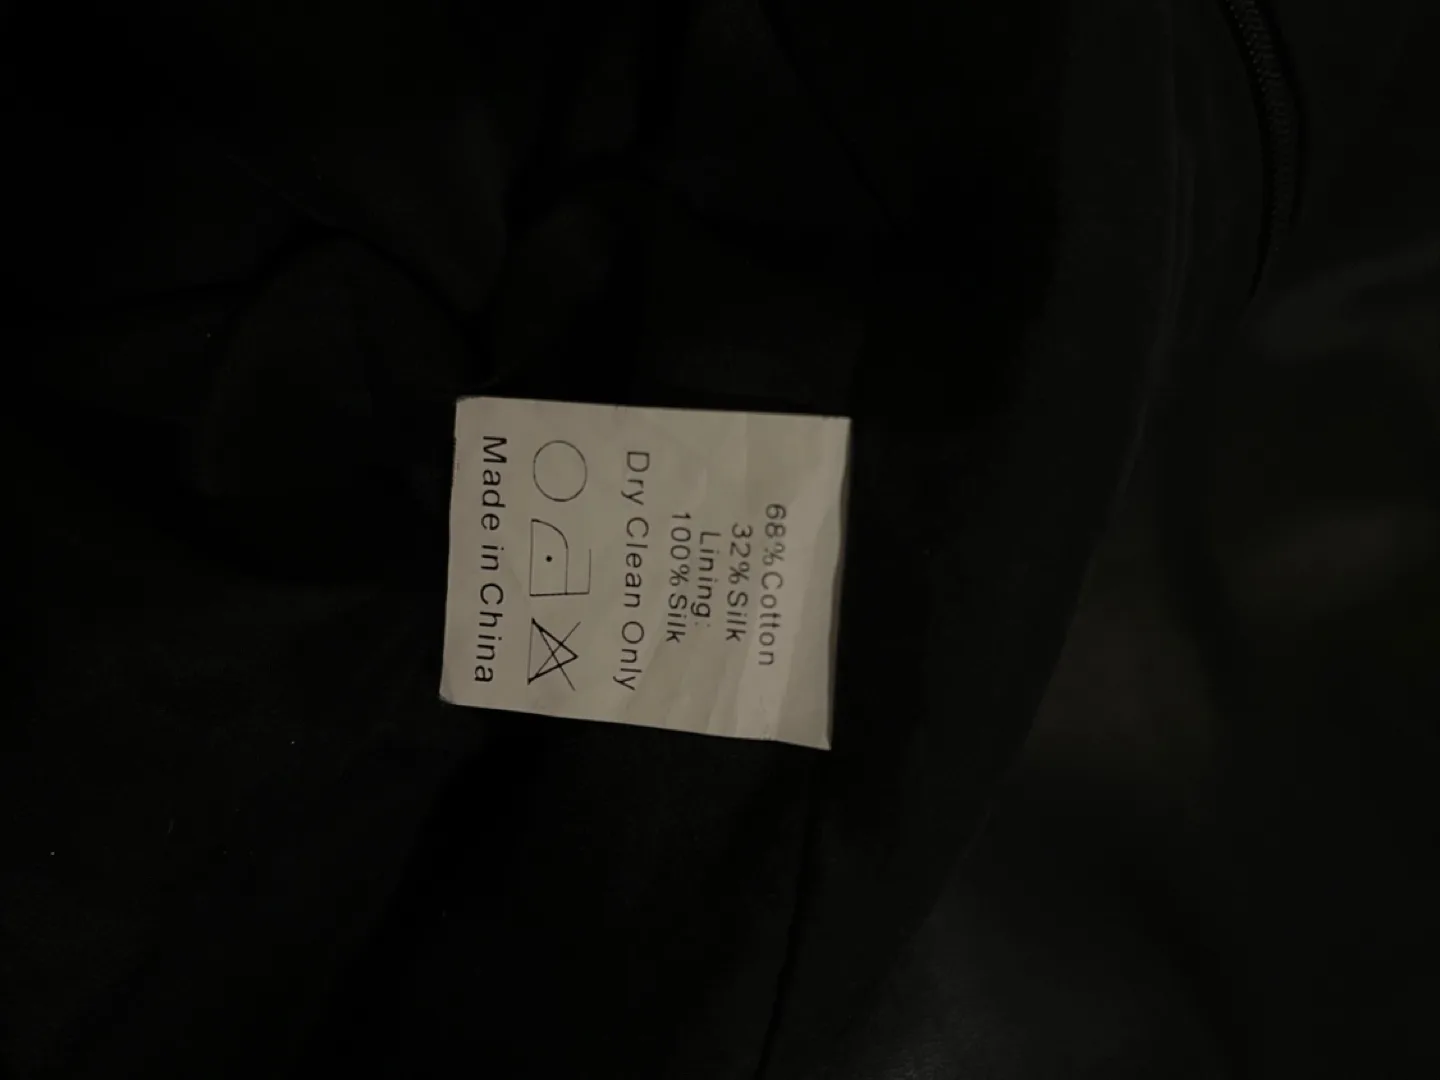 68%Cotton
32%Silk
Lining:
100%Silk
Dry Clean Only
Made in China